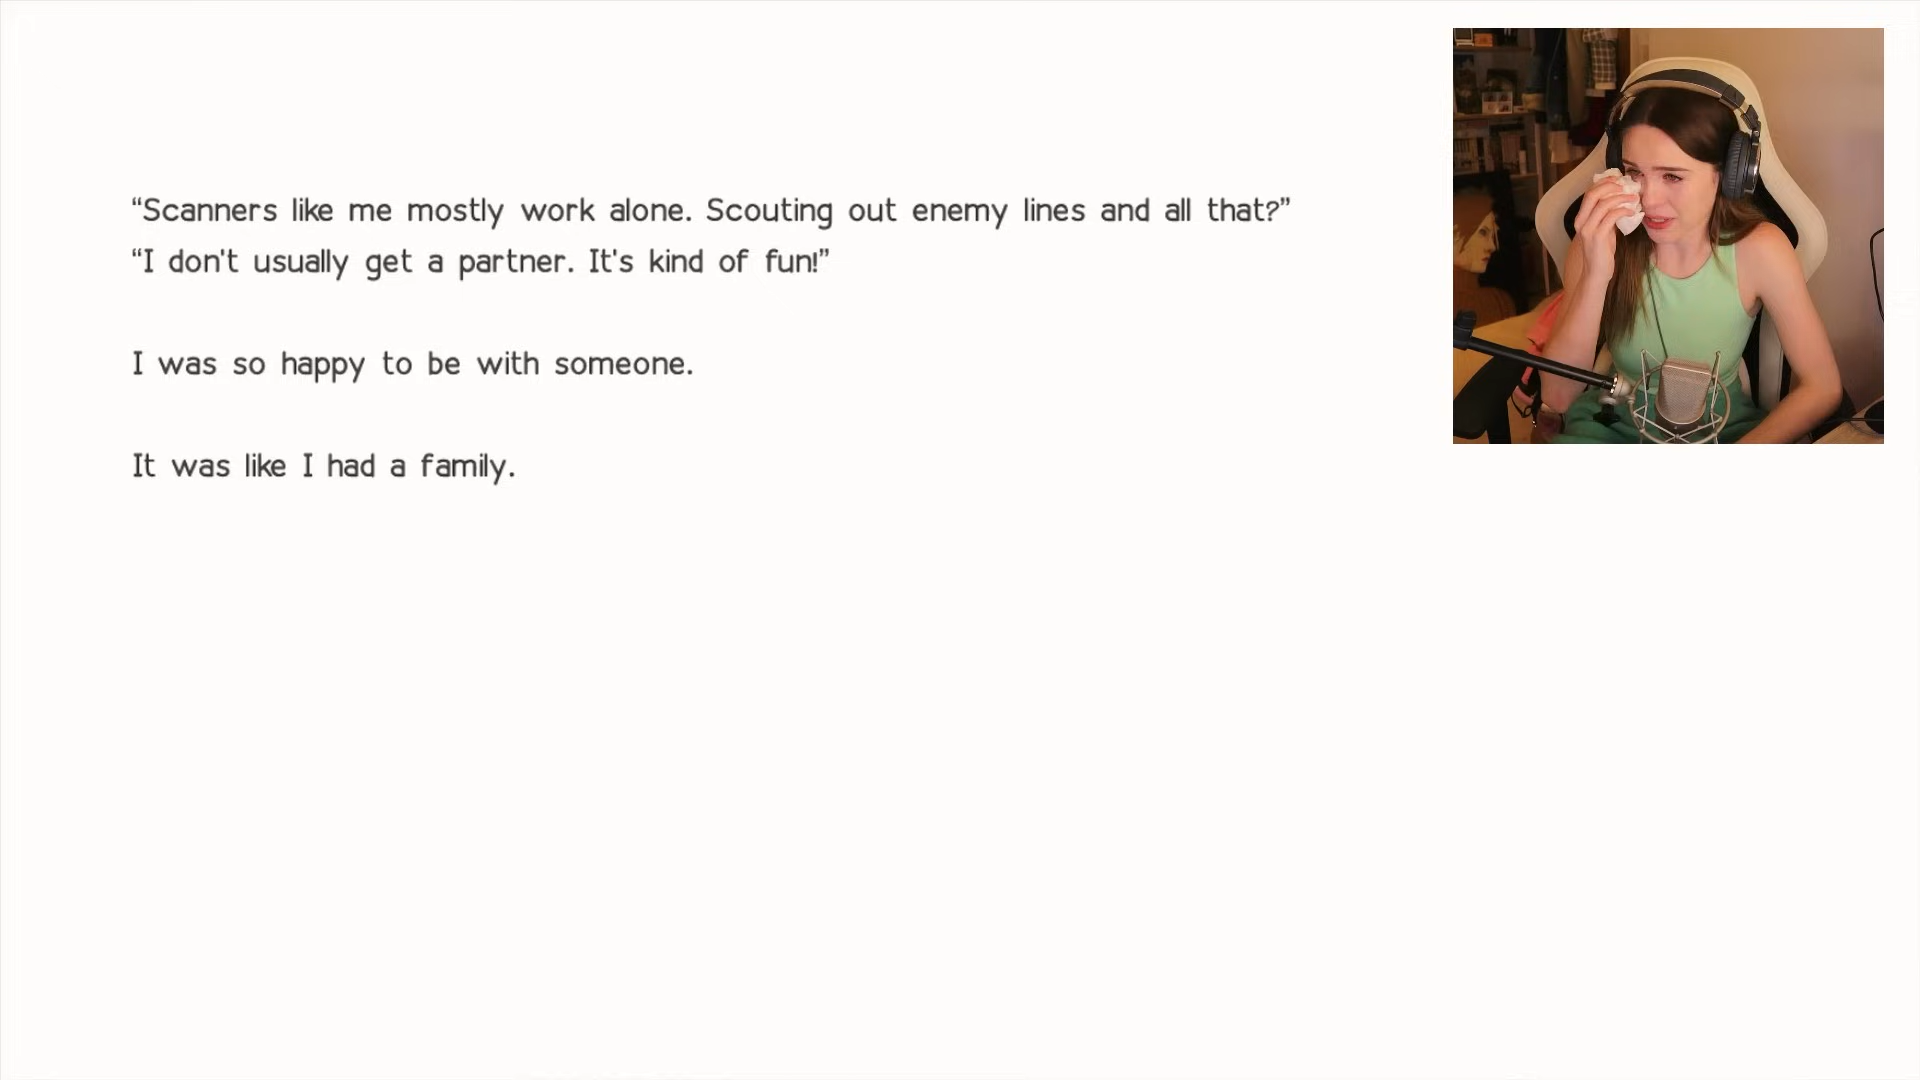 “Scanners like me mostly work alone. Scouting out enemy lines and all that?”
“I don't usually get a partner. It's kind of fun!”
I was so happy to be with someone.
It was like I had a family.